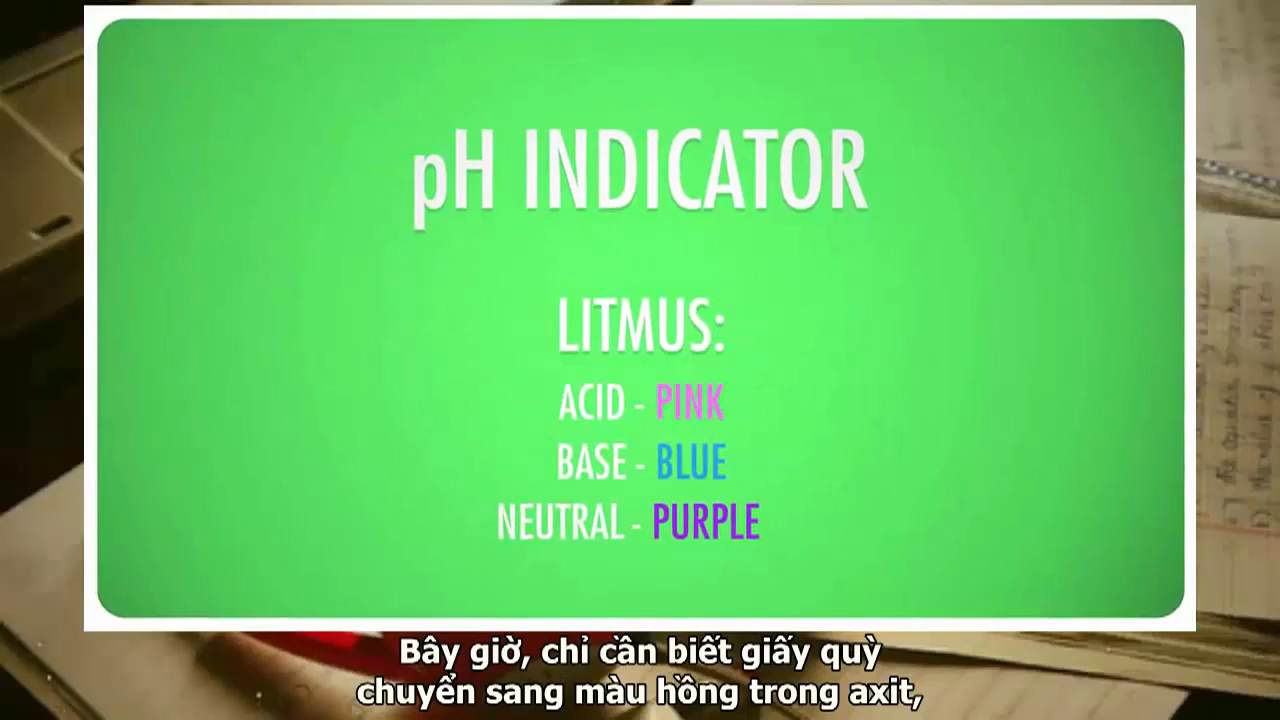 pH INDICATOR
LITMUS:
ACID - PINK
BASE - BLUE
NEUTRAL - PURPLE
Bây giờ, chỉ cần biết giấy quỳ
chuyển sang màu hồng trong axit,